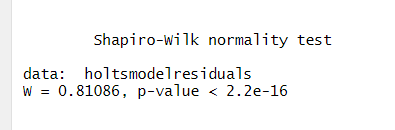 Shapiro-Wilk normality test
data:  holtsmodelresiduals
W = 0.81086, p-value < 2.2e-16